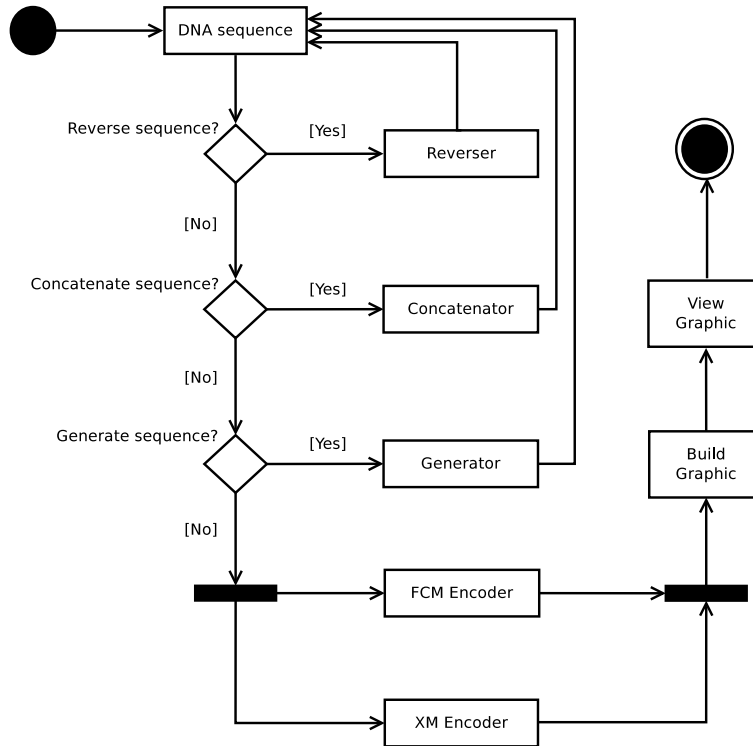 DNA sequence
Reverse sequence?
[Yes]
Reverser
[No]
Concatenate sequence?
[Yes]
Concatenator
View
Graphic
[No]
Generate sequence?
[Yes]
Generator
Build
Graphic
[No]
FCM Encoder
XM Encoder